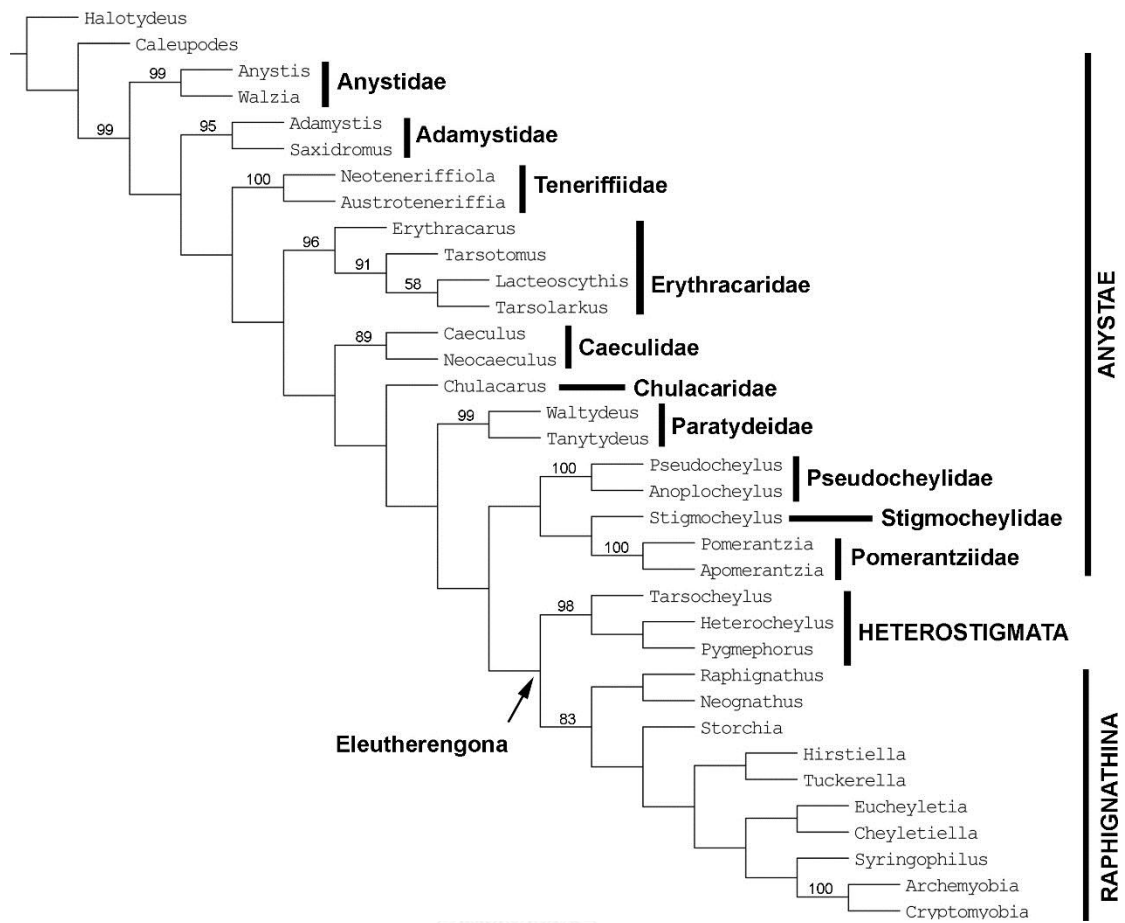 Halotydeus
Caleupodes
99 Anystis
Walzia
Anystidae
99
95 Adamystis
Saxidromus
Adamystidae
100 Neoteneriffiola
Austroteneriffia
Teneriffiidae
Erythracarus
96
Tarsotomus
91
Lacteoscythis
58
Tarsolarkus
Erythracaridae
89 Caeculus
Neocaeculus
Caeculidae
Chulacarus
Chulacaridae
99 Waltydeus
Tanytydeus
Paratydeidae
100 Pseudocheylus
Anoplocheylus
Pseudocheylidae
Stigmocheylus
Stigmocheylidae
100 Pomerantzia
Apomerantzia
Pomerantziidae
ANYSTAE
Tarsocheylus
98
Heterocheylus
Pygmephorus
HETEROSTIGMATA
Raphignathus
Neognathus
83
Storchia
Eleutherengona
Hirstiella
Tuckerella
Eucheyletia
Cheyletiella
Syringophilus
100 Archemyobia
Cryptomyobia
RAPHIGNATHINA